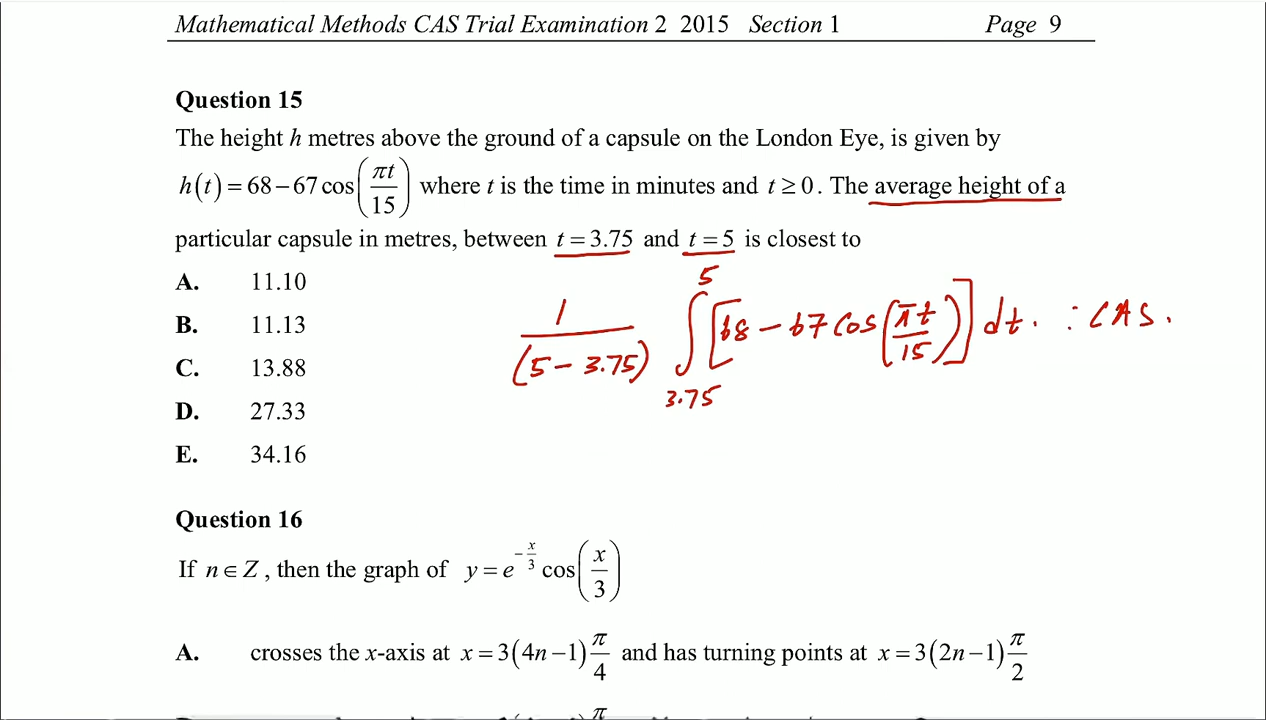 Mathematical Methods CAS Trial Examination 2 2015 Section 1 Page 9
Question 15
The height h metres above the ground of a capsule on the London Eye, is given by
h(t) = 68 − 67 cos(πt/15) where t is the time in minutes and t ≥ 0. The average height of a
particular capsule in metres, between t = 3.75 and t = 5 is closest to
A. 11.10
B. 11.13
C. 13.88
D. 27.33
E. 34.16
1/(5 − 3.75) ∫_{3.75}^{5} [68 − 67 cos(πt/15)] dt. : CAS.
Question 16
If n ∈ Z, then the graph of y = e^{−x/3} cos(x/3)
A. crosses the x-axis at x = 3(4n−1)π/4 and has turning points at x = 3(2n−1)π/2